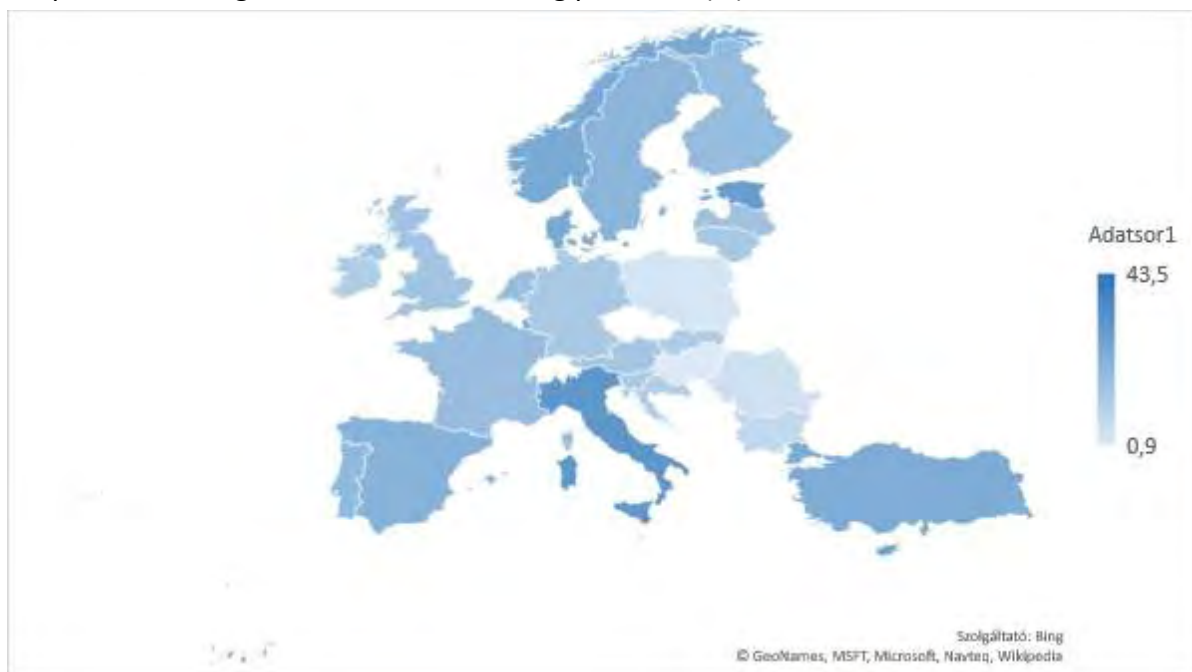 Adatsor1
43,5
0,9
Szolgáltató: Bing
© GeoNames, MSFT, Microsoft, Navteq, Wikipedia